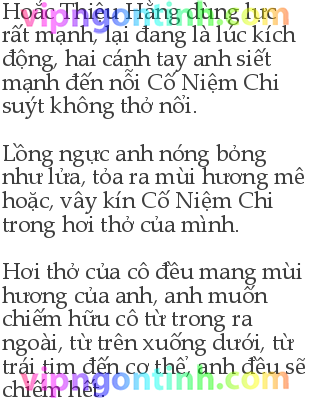 Hoắc Thiệu Hằng dùng lực
vipngontinh.com
rất mạnh, lại đang là lúc kích
động, hai cánh tay anh siết
mạnh đến nỗi Cố Niệm Chi
suýt không thở nổi.
Lồng ngực anh nóng bỏng
như lửa, tỏa ra mùi hương mê
hoặc, vây kín Cố Niệm Chi
trong hơi thở của mình.
Hơi thở của cô đều mang mùi
hương của anh, anh muốn
chiếm hữu cô từ trong ra
ngoài, từ trên xuống dưới, từ
trái tim đến cơ thể, anh đều sẽ
vipngontinh.com
chiếm hết.